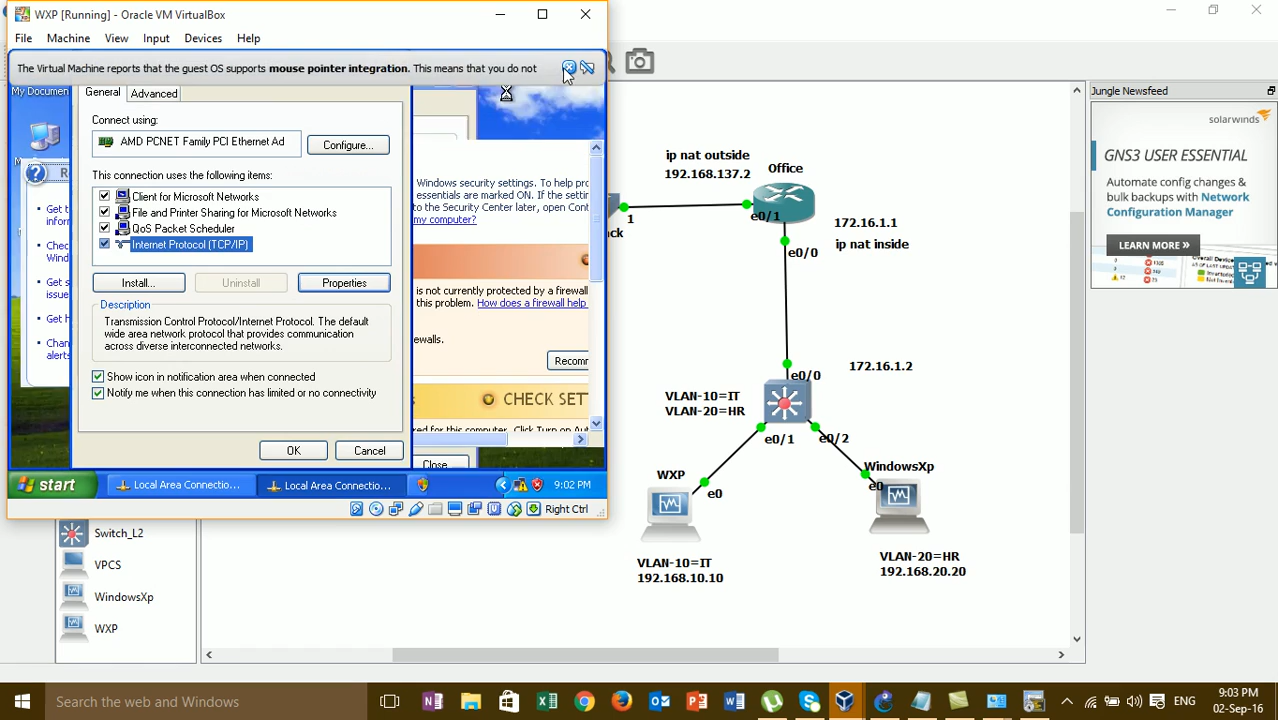 WXP [Running] - Oracle VM VirtualBox
File Machine View Input Devices Help
The Virtual Machine reports that the guest OS supports mouse pointer integration. This means that you do not
My Documen
General Advanced
Connect using:
AMD PCNET Family PCI Ethernet Ad
Configure...
This connection uses the following items:
Client for Microsoft Networks
File and Printer Sharing for Microsoft Networks
QoS Packet Scheduler
Internet Protocol (TCP/IP)
Install...
Uninstall
Properties
Description
Transmission Control Protocol/Internet Protocol. The default
wide area network protocol that provides communication
across diverse interconnected networks.
Show icon in notification area when connected
Notify me when this connection has limited or no connectivity
OK
Cancel
R
Get t
Chec
Wind
Get s
issue
Get h
Chan
alerts
Windows security settings. To help pro
essentials are marked ON. If the settin
to the Security Center later, open Cont
my computer?
is not currently protected by a firewall
this problem. How does a firewall help
ewalls.
Recomm
CHECK SET
Close
start
Local Area Connectio...
Local Area Connectio...
9:02 PM
Right Ctrl
Switch_L2
VPCS
WindowsXp
WXP
ip nat outside
192.168.137.2
Office
1
e0/1
172.16.1.1
ip nat inside
e0/0
e0/0
172.16.1.2
VLAN-10=IT
VLAN-20=HR
e0/1
e0/2
WXP
e0
WindowsXp
e0
VLAN-10=IT
192.168.10.10
VLAN-20=HR
192.168.20.20
Jungle Newsfeed
solarwinds
GNS3 USER ESSENTIAL
Automate config changes &
bulk backups with Network
Configuration Manager
LEARN MORE »
Search the web and Windows
ENG
9:03 PM
02-Sep-16